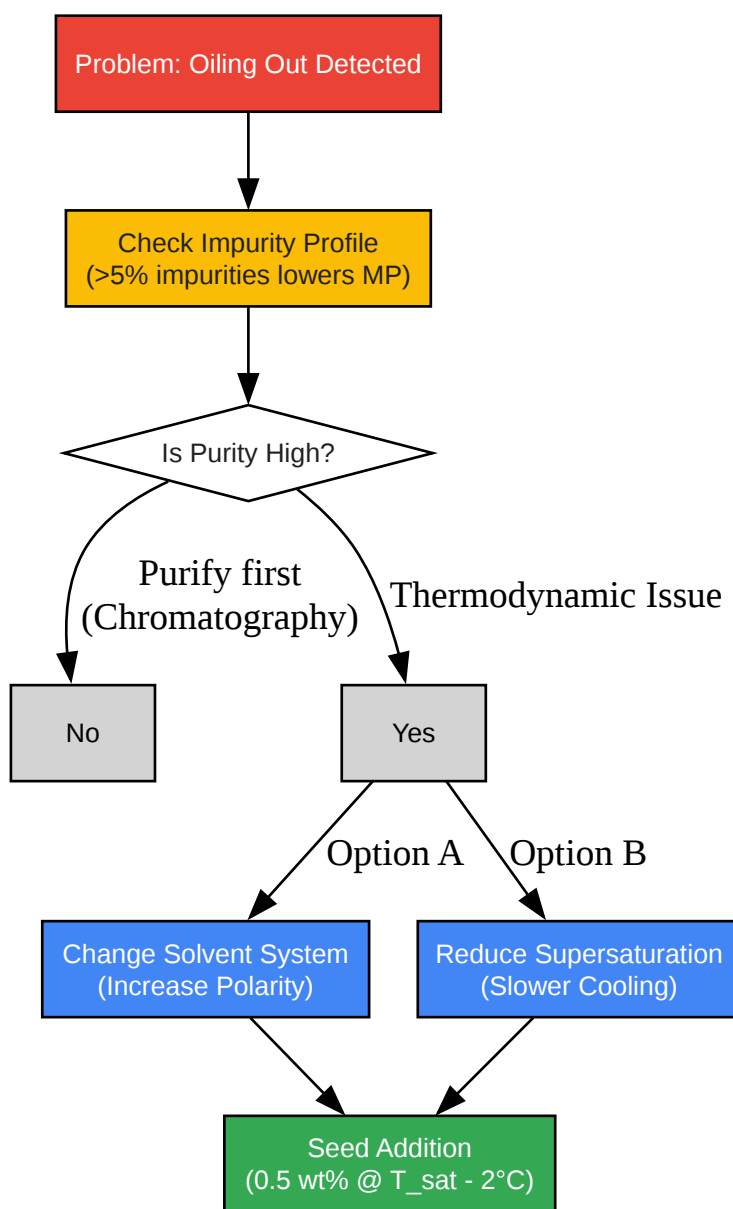 Problem: Oiling Out Detected
Check Impurity Profile
(>5% impurities lowers MP)
Is Purity High?
Purify first
(Chromatography)
Thermodynamic Issue
No
Yes
Option A
Option B
Change Solvent System
(Increase Polarity)
Reduce Supersaturation
(Slower Cooling)
Seed Addition
(0.5 wt% @ T_sat - 2°C)